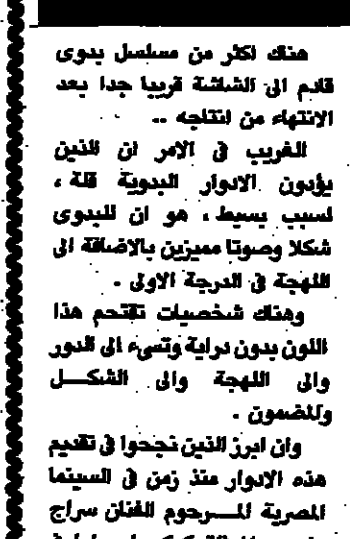 هناك اكثر من مسلسل بدوى
قادم الى الشاشة قريبا جدا بعد
الانتهاء من انتاجه ..
الغريب في الامر ان الذين
يؤدون الادوار البدوية قلة ،
لسبب بسيط ، هو ان للبدوى
شكلا وصوتا مميزين بالاضافة الى
اللهجة في الدرجة الاولى .
وهناك شخصيات تقتحم هذا
اللون بدون دراية وتسيء الى الدور
والى اللهجة والى الشكــل
والمضمون .
وان ابرز الذين نجحوا في تقديم
هذه الادوار منذ زمن في السينما
المصرية المــرحوم الفنان سراج